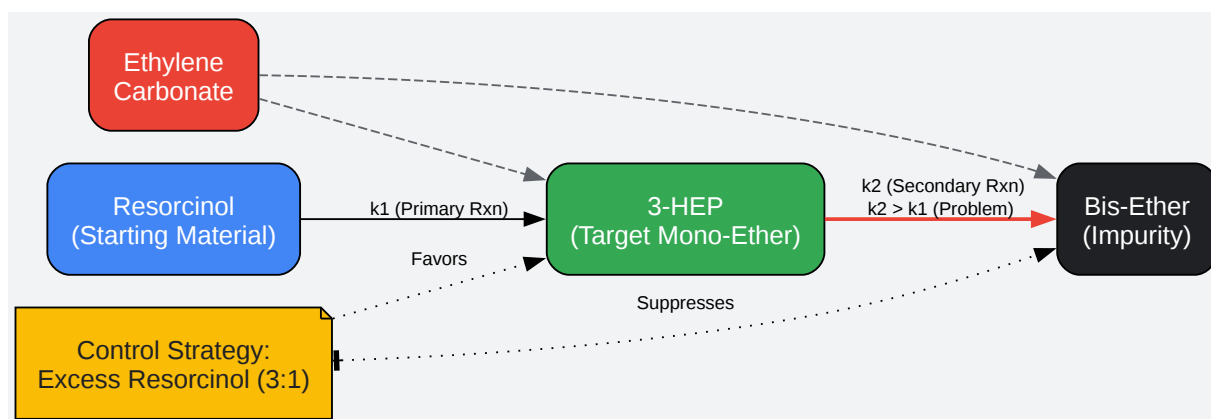 Ethylene
Carbonate
Resorcinol
(Starting Material)
k1 (Primary Rxn)
3-HEP
(Target Mono-Ether)
k2 (Secondary Rxn)
k2 > k1 (Problem)
Bis-Ether
(Impurity)
Favors
Suppresses
Control Strategy:
Excess Resorcinol (3:1)